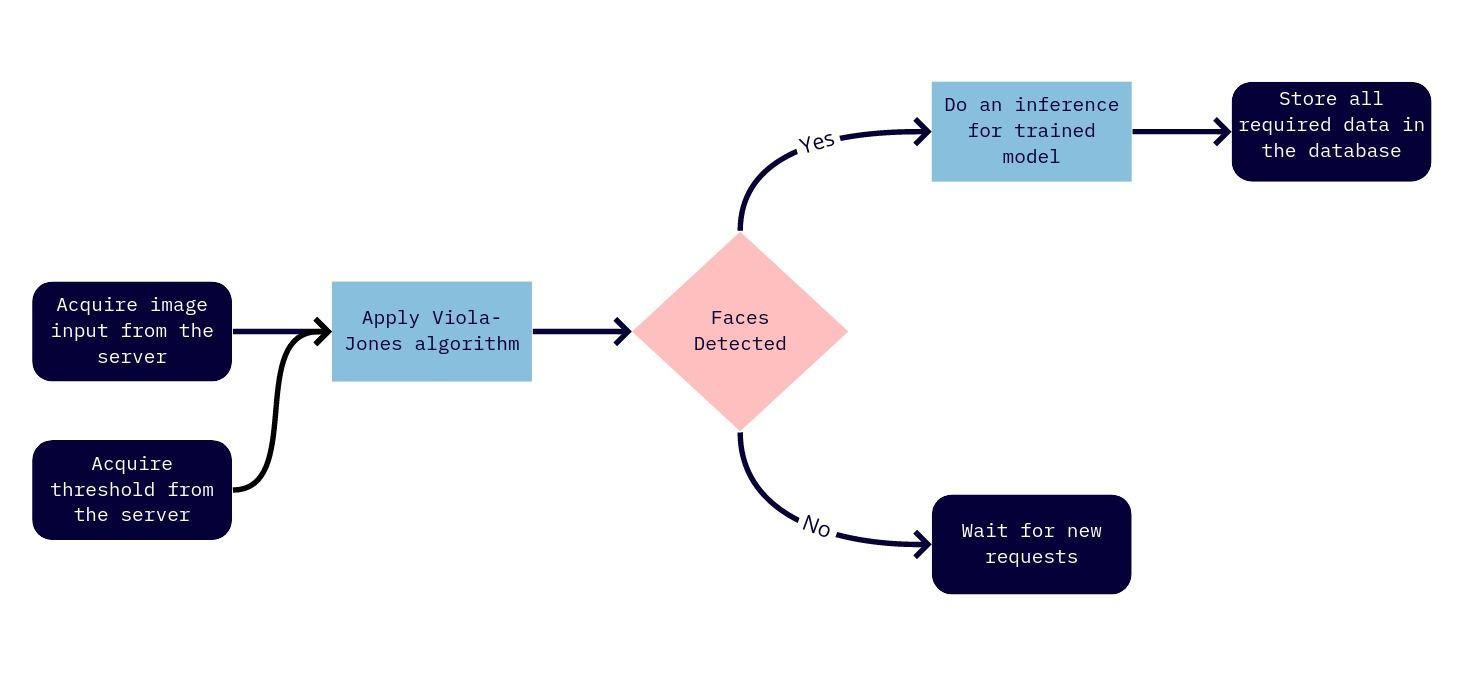 Acquire image
input from the
server
Acquire
threshold from
the server
Apply Viola-
Jones algorithm
Faces
Detected
Yes
Do an inference
for trained
model
Store all
required data in
the database
No
Wait for new
requests